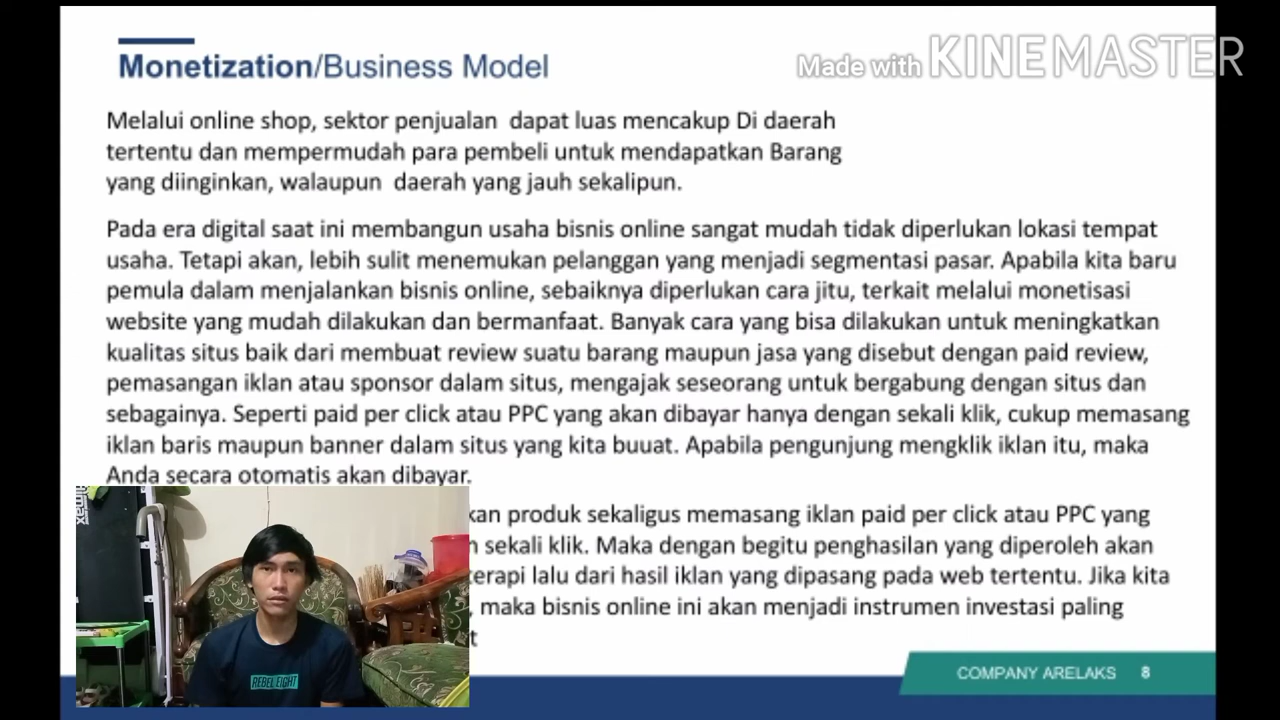 Monetization/Business Model
Made with KINEMASTER
Melalui online shop, sektor penjualan dapat luas mencakup Di daerah
tertentu dan mempermudah para pembeli untuk mendapatkan Barang
yang diinginkan, walaupun daerah yang jauh sekalipun.
Pada era digital saat ini membangun usaha bisnis online sangat mudah tidak diperlukan lokasi tempat
usaha. Tetapi akan, lebih sulit menemukan pelanggan yang menjadi segmentasi pasar. Apabila kita baru
pemula dalam menjalankan bisnis online, sebaiknya diperlukan cara jitu, terkait melalui monetisasi
website yang mudah dilakukan dan bermanfaat. Banyak cara yang bisa dilakukan untuk meningkatkan
kualitas situs baik dari membuat review suatu barang maupun jasa yang disebut dengan paid review,
pemasangan iklan atau sponsor dalam situs, mengajak seseorang untuk bergabung dengan situs dan
sebagainya. Seperti paid per click atau PPC yang akan dibayar hanya dengan sekali klik, cukup memasang
iklan baris maupun banner dalam situs yang kita buuat. Apabila pengunjung mengklik iklan itu, maka
Anda secara otomatis akan dibayar.
kan produk sekaligus memasang iklan paid per click atau PPC yang
sekali klik. Maka dengan begitu penghasilan yang diperoleh akan
terapi lalu dari hasil iklan yang dipasang pada web tertentu. Jika kita
, maka bisnis online ini akan menjadi instrumen investasi paling
t
REBEL EIGHT
COMPANY ARELAKS 8